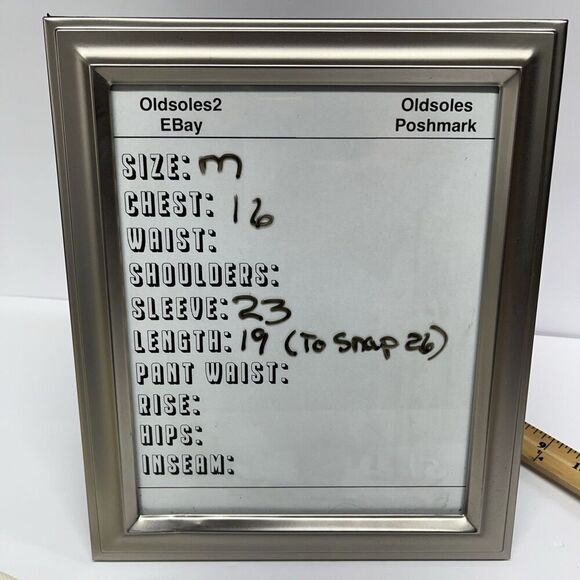 Oldsoles2 Oldsoles
EBay Poshmark
SIZE: m
CHEST: 16
WAIST:
SHOULDERS:
SLEEVE: 23
LENGTH: 19 (To Snap 26)
PANT WAIST:
RISE:
HIPS:
INSEAM: